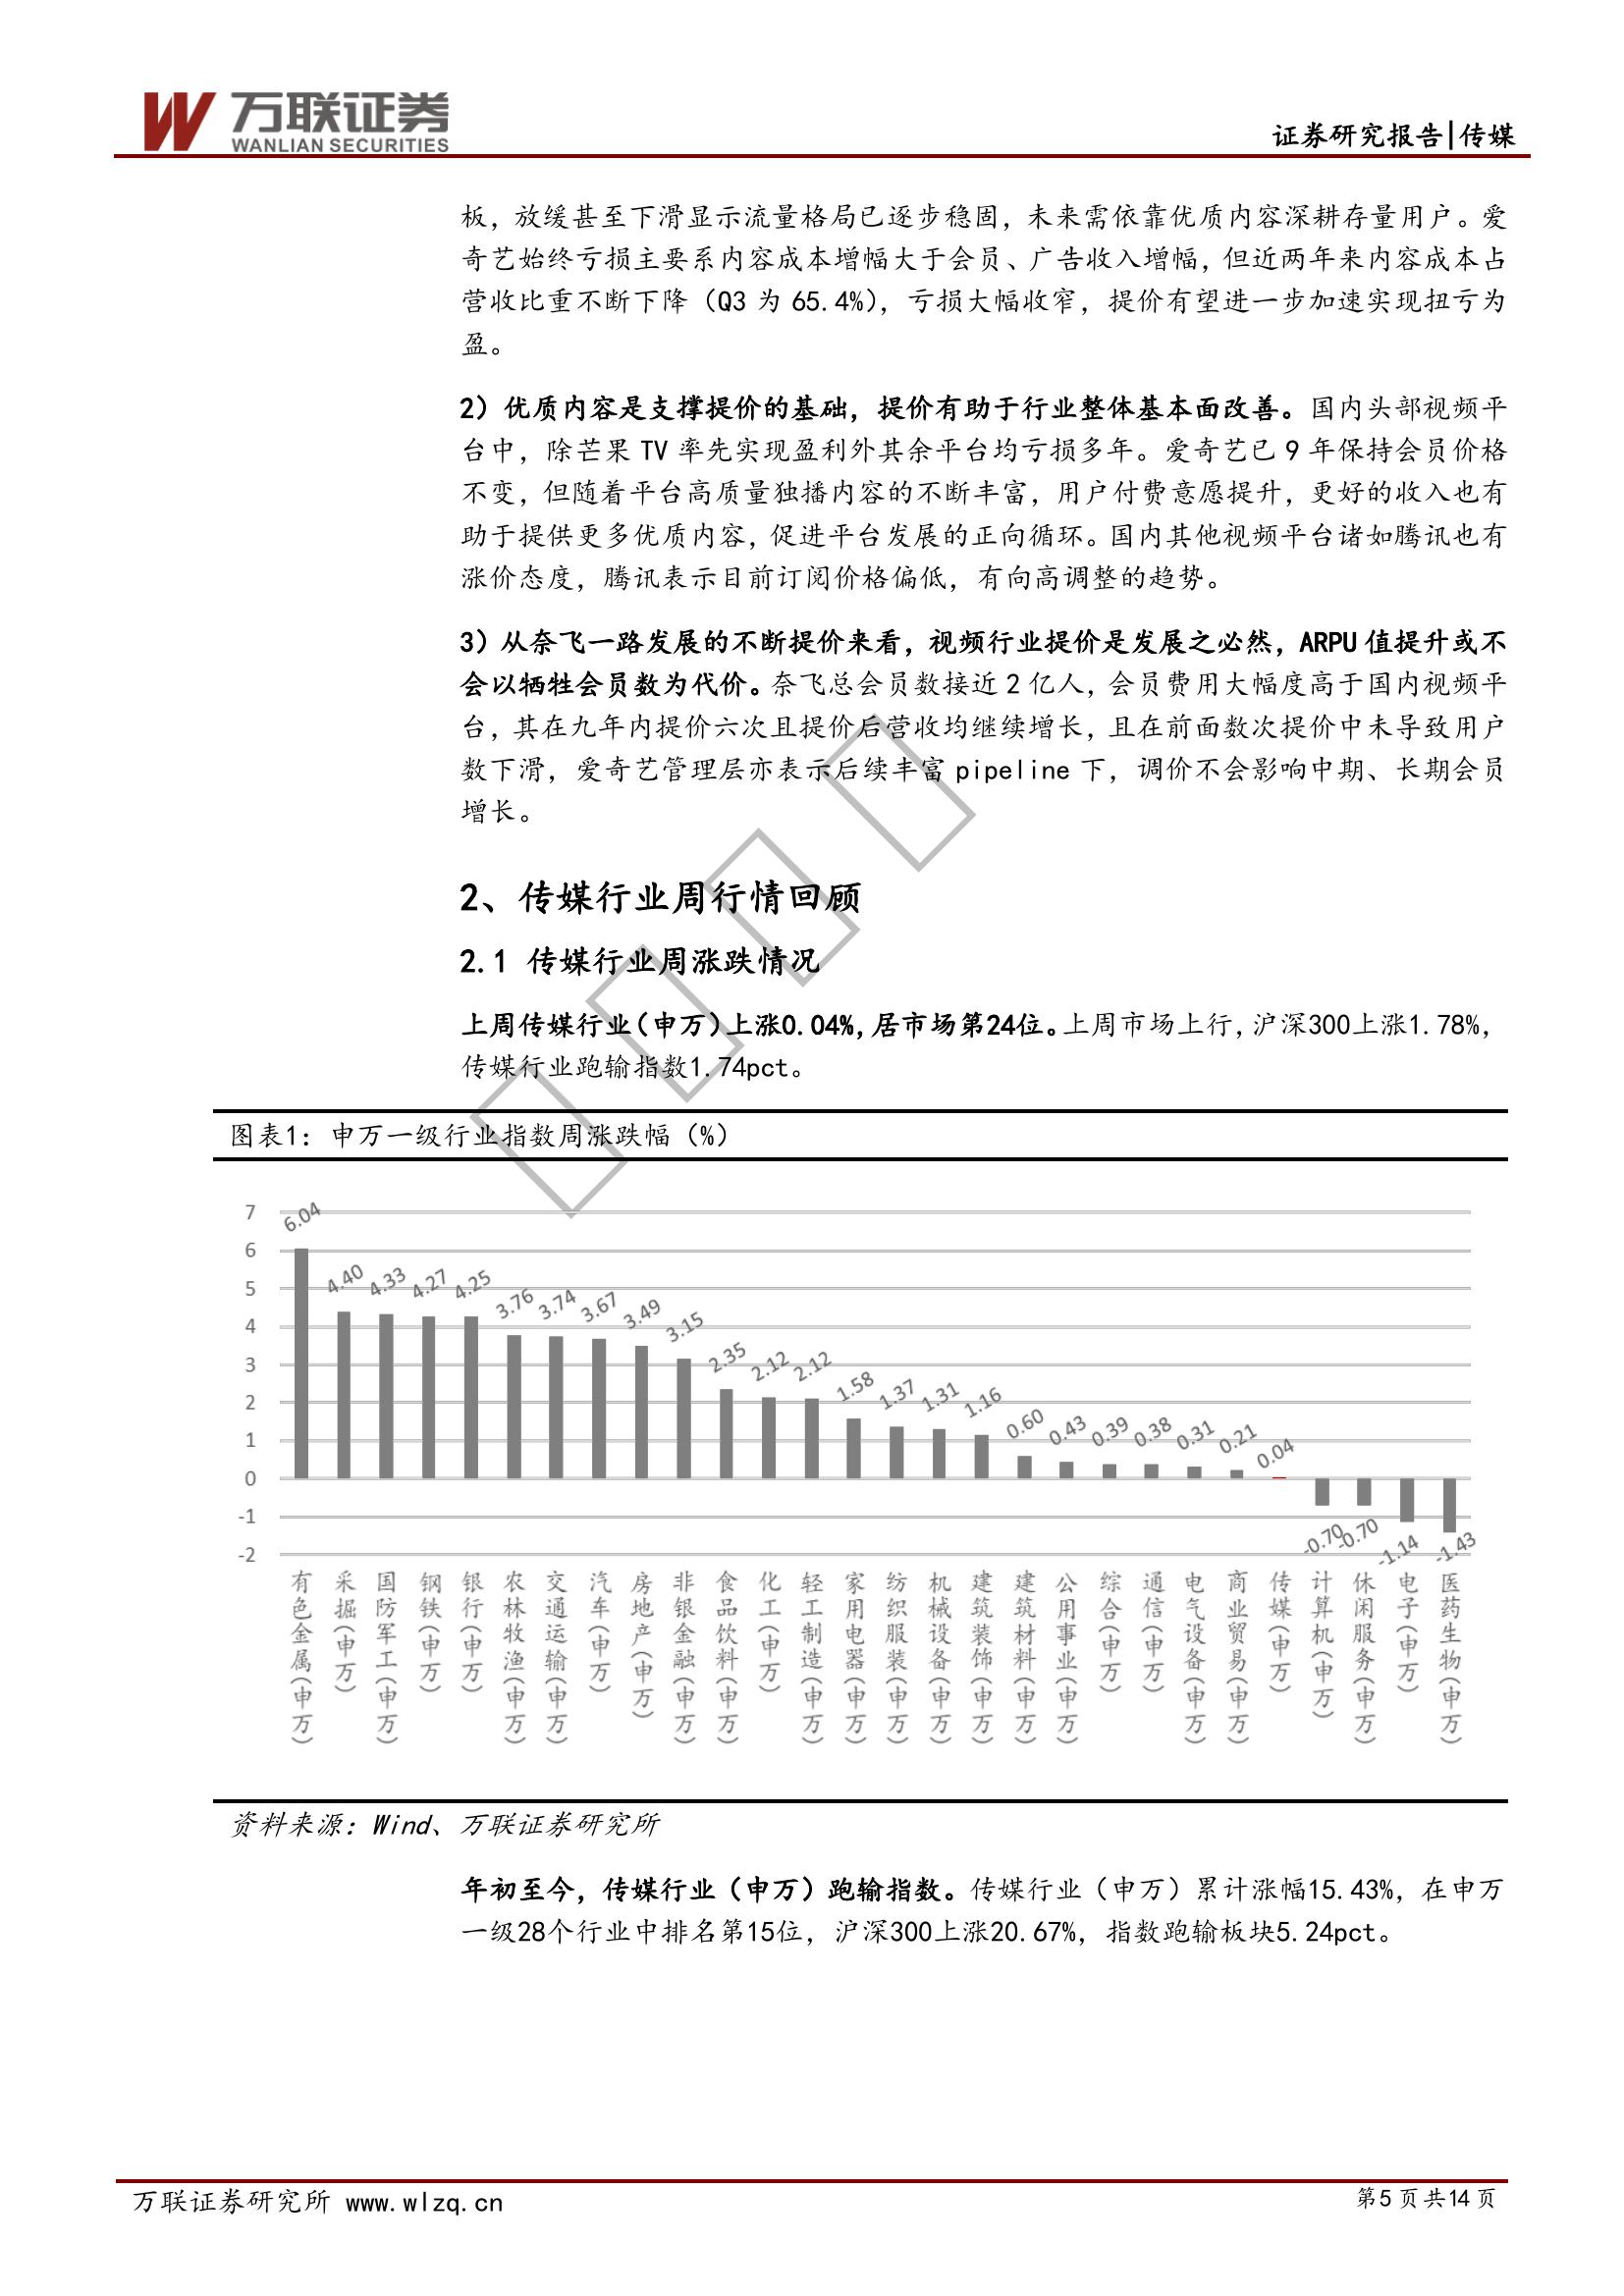 万联证券
WANLIAN SECURITIES
证券研究报告|传媒
板，放缓甚至下滑显示流量格局已逐步稳固，未来需依靠优质内容深耕存量用户。爱
奇艺始终亏损主要系内容成本增幅大于会员、广告收入增幅，但近两年来内容成本占
营收比重不断下降（Q3 为 65.4%），亏损大幅收窄，提价有望进一步加速实现扭亏为
盈。
2）优质内容是支撑提价的基础，提价有助于行业整体基本面改善。国内头部视频平
台中，除芒果 TV 率先实现盈利外其余平台均亏损多年。爱奇艺已 9 年保持会员价格
不变，但随着平台高质量独播内容的不断丰富，用户付费意愿提升，更好的收入也有
助于提供更多优质内容，促进平台发展的正向循环。国内其他视频平台诸如腾讯也有
涨价态度，腾讯表示目前订阅价格偏低，有向高调整的趋势。
3）从奈飞一路发展的不断提价来看，视频行业提价是发展之必然，ARPU 值提升或不
会以牺牲会员数为代价。奈飞总会员数接近 2 亿人，会员费用大幅度高于国内视频平
台，其在九年内提价六次且提价后营收均继续增长，且在前面数次提价中未导致用户
数下滑，爱奇艺管理层亦表示后续丰富 pipeline 下，调价不会影响中期、长期会员
增长。
2、传媒行业周行情回顾
2.1 传媒行业周涨跌情况
上周传媒行业（申万）上涨0.04%，居市场第24位。上周市场上行，沪深300上涨1.78%，
传媒行业跑输指数1.74pct。
图表1：申万一级行业指数周涨跌幅（%）
7
6
5
4
3
2
1
0
-1
-2
6.04
4.40
4.33
4.27
4.25
3.76
3.74
3.67
3.49
3.15
2.35
2.12
2.12
1.58
1.37
1.31
1.16
0.60
0.43
0.39
0.38
0.31
0.21
0.04
-0.70
-0.70
-1.14
-1.43
有色金属(申万)
采掘(申万)
国防军工(申万)
钢铁(申万)
银行(申万)
农林牧渔(申万)
交通运输(申万)
汽车(申万)
房地产(申万)
非银金融(申万)
食品饮料(申万)
化工(申万)
轻工制造(申万)
家用电器(申万)
纺织服装(申万)
机械设备(申万)
建筑装饰(申万)
建筑材料(申万)
公用事业(申万)
综合(申万)
通信(申万)
电气设备(申万)
商业贸易(申万)
传媒(申万)
计算机(申万)
休闲服务(申万)
电子(申万)
医药生物(申万)
资料来源：Wind、万联证券研究所
年初至今，传媒行业（申万）跑输指数。传媒行业（申万）累计涨幅15.43%，在申万
一级28个行业中排名第15位，沪深300上涨20.67%，指数跑输板块5.24pct。
万联证券研究所 www.wlzq.cn
第5 页共14 页